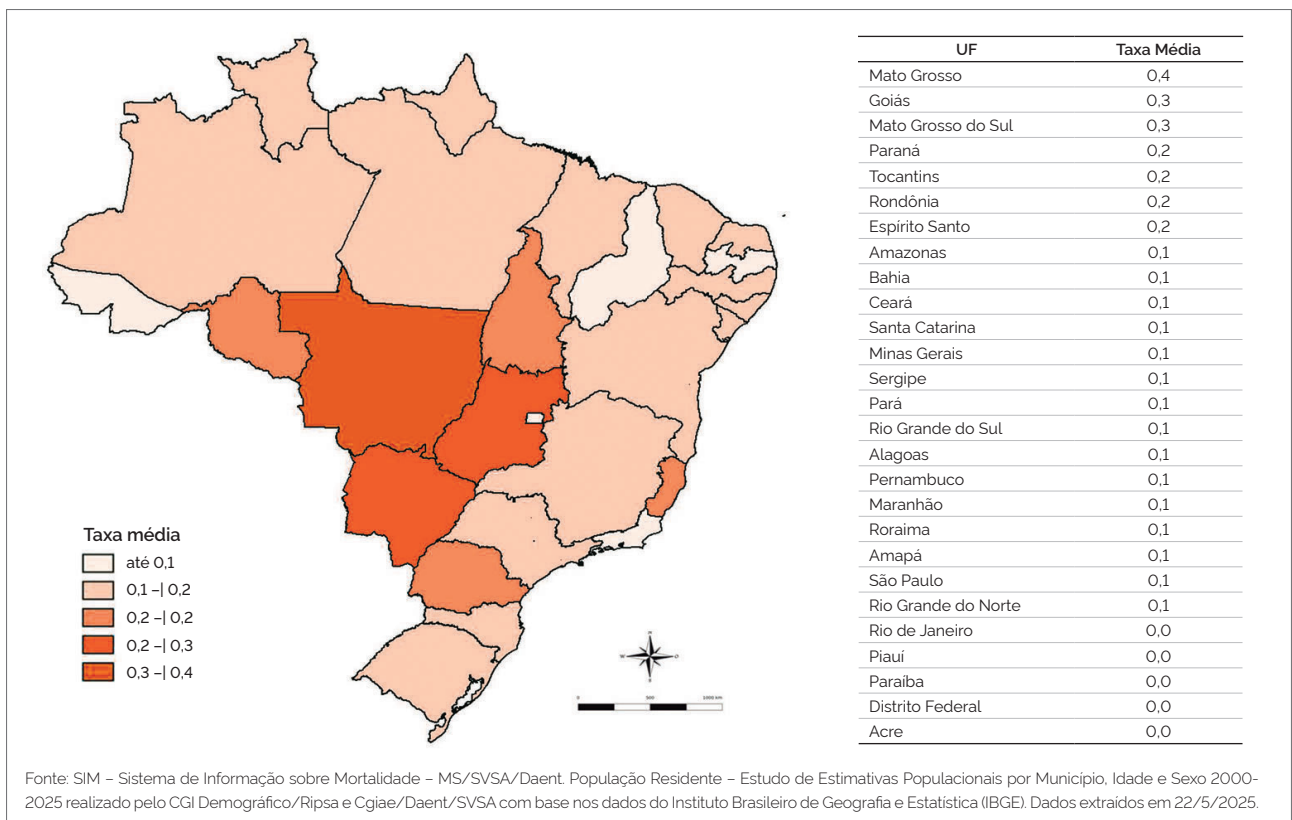 UF Taxa Média
Mato Grosso 0,4
Goiás 0,3
Mato Grosso do Sul 0,3
Paraná 0,2
Tocantins 0,2
Rondônia 0,2
Espírito Santo 0,2
Amazonas 0,1
Bahia 0,1
Ceará 0,1
Santa Catarina 0,1
Minas Gerais 0,1
Sergipe 0,1
Pará 0,1
Rio Grande do Sul 0,1
Alagoas 0,1
Pernambuco 0,1
Maranhão 0,1
Roraima 0,1
Amapá 0,1
São Paulo 0,1
Rio Grande do Norte 0,1
Rio de Janeiro 0,0
Piauí 0,0
Paraíba 0,0
Distrito Federal 0,0
Acre 0,0
Taxa média
até 0,1
0,1 –| 0,2
0,2 –| 0,2
0,2 –| 0,3
0,3 –| 0,4
0 500 1000 km
Fonte: SIM – Sistema de Informação sobre Mortalidade – MS/SVSA/Daent. População Residente – Estudo de Estimativas Populacionais por Município, Idade e Sexo 2000-
2025 realizado pelo CGI Demográfico/Ripsa e Cgiae/Daent/SVSA com base nos dados do Instituto Brasileiro de Geografia e Estatística (IBGE). Dados extraídos em 22/5/2025.